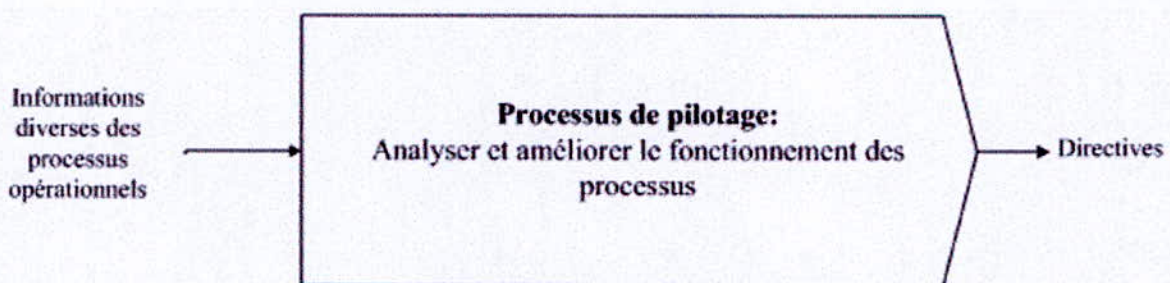 Informations
diverses des
processus
opérationnels
Processus de pilotage:
Analyser et améliorer le fonctionnement des
processus
Directives